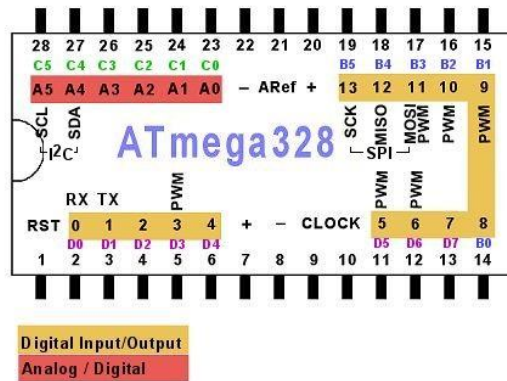 28 27 26 25 24 23 22 21 20 19 18 17 16 15
C5 C4 C3 C2 C1 C0 B5 B4 B3 B2 B1
A5 A4 A3 A2 A1 A0 - ARef + 13 12 11 10 9
SCL SDA SCK MISO MOSI PWM PWM PWM
I2C SPI
ATmega328
RX TX PWM PWM PWM
RST 0 1 2 3 4 + - CLOCK 5 6 7 8
D0 D1 D2 D3 D4 D5 D6 D7 B0
1 2 3 4 5 6 7 8 9 10 11 12 13 14
Digital Input/Output
Analog / Digital